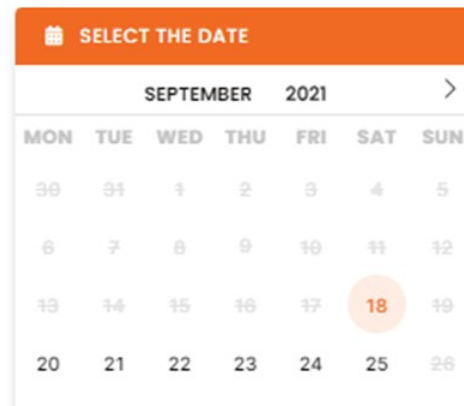 SELECT THE DATE
SEPTEMBER 2021
MON TUE WED THU FRI SAT SUN
30 31 1 2 3 4 5
6 7 8 9 10 11 12
13 14 15 16 17 18 19
20 21 22 23 24 25 26